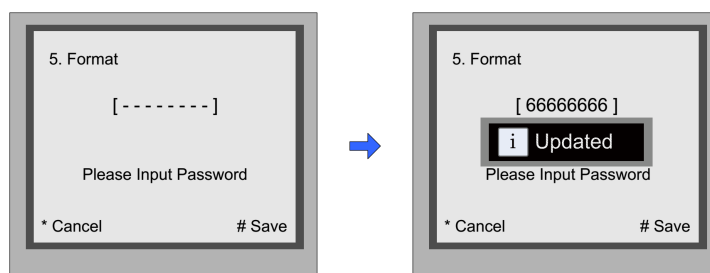 5. Format
[ - - - - - - - - ]
Please Input Password
* Cancel # Save
5. Format
[ 66666666 ]
i Updated
Please Input Password
* Cancel # Save